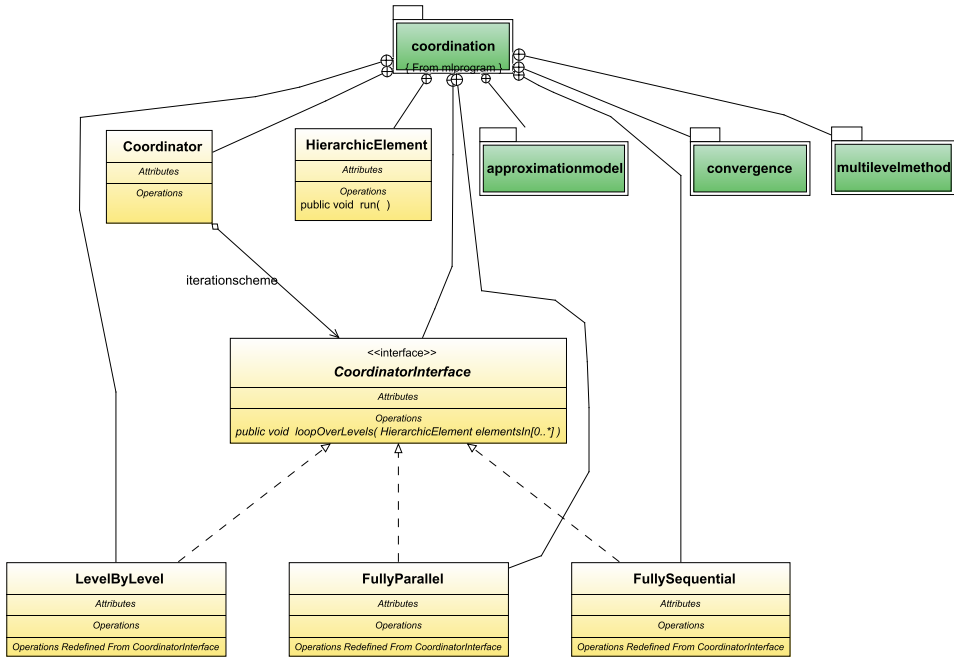 coordination
{ From mlprogram }
Coordinator
Attributes
Operations
HierarchicElement
Attributes
Operations
public void run( )
approximationmodel
convergence
multilevelmethod
iterationscheme
<<interface>>
CoordinatorInterface
Attributes
Operations
public void loopOverLevels( HierarchicElement elementsIn[0..*] )
LevelByLevel
Attributes
Operations
Operations Redefined From CoordinatorInterface
FullyParallel
Attributes
Operations
Operations Redefined From CoordinatorInterface
FullySequential
Attributes
Operations
Operations Redefined From CoordinatorInterface